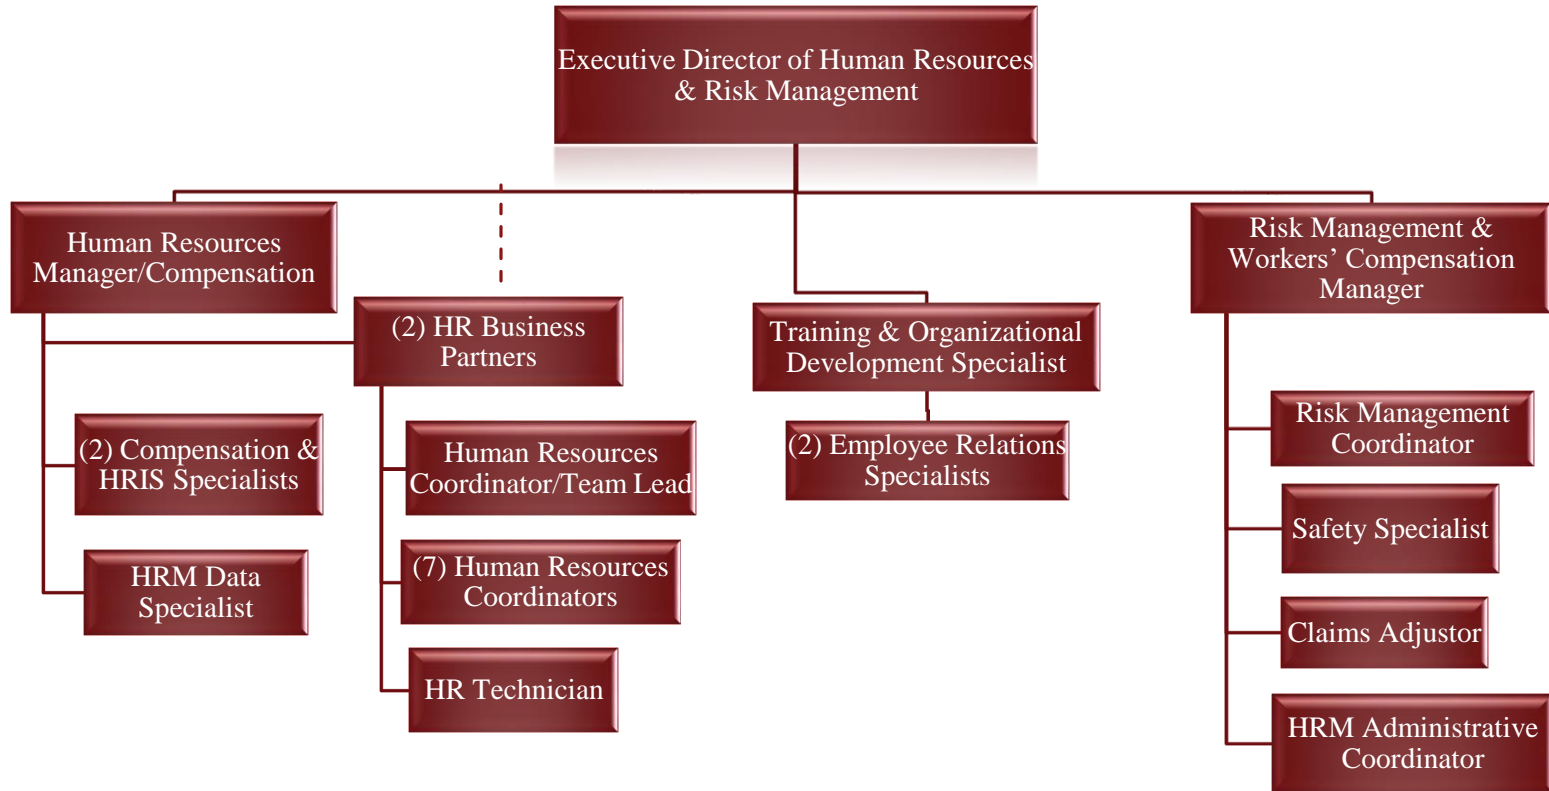 Executive Director of Human Resources
& Risk Management
Human Resources
Manager/Compensation
(2) HR Business
Partners
(2) Compensation &
HRIS Specialists
HRM Data
Specialist
Human Resources
Coordinator/Team Lead
(7) Human Resources
Coordinators
HR Technician
Training & Organizational
Development Specialist
(2) Employee Relations
Specialists
Risk Management &
Workers’ Compensation
Manager
Risk Management
Coordinator
Safety Specialist
Claims Adjustor
HRM Administrative
Coordinator